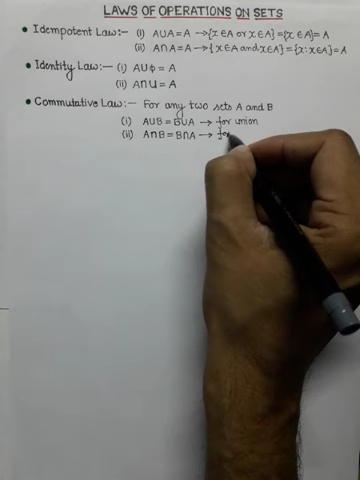 LAWS OF OPERATIONS ON SETS
• Idempotent Law:- (i) A∪A = A → {x∈A or x∈A} = {x∈A} = A
(ii) A∩A = A → {x∈A and x∈A} = {x:x∈A} = A
• Identity Law:- (i) A∪ϕ = A
(ii) A∩U = A
• Commutative Law:- For any two sets A and B
(i) A∪B = B∪A → for union
(ii) A∩B = B∩A → fo